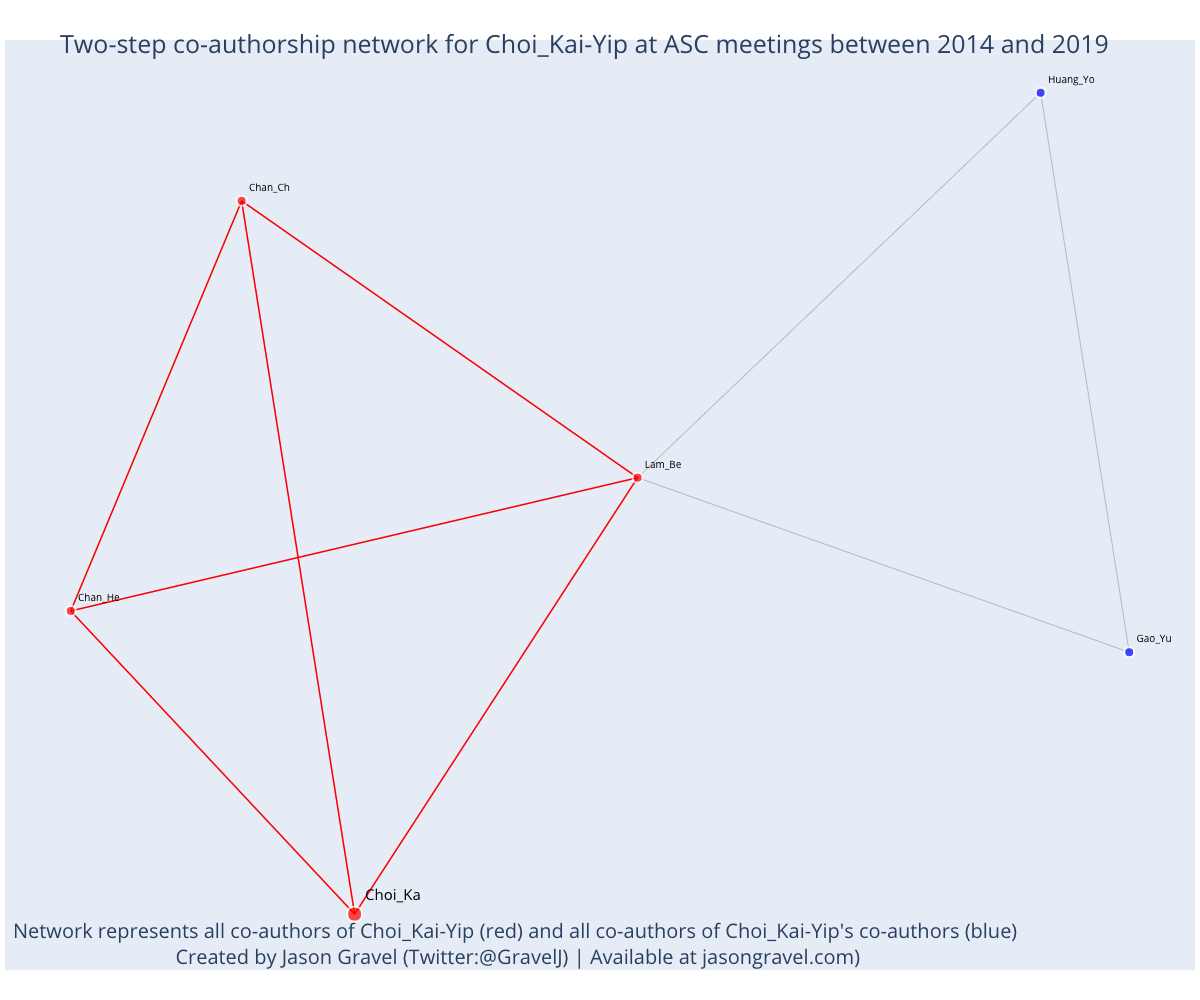 Two-step co-authorship network for Choi_Kai-Yip at ASC meetings between 2014 and 2019
Huang_Yo
Chan_Ch
Lam_Be
Chan_He
Gao_Yu
Choi_Ka
Network represents all co-authors of Choi_Kai-Yip (red) and all co-authors of Choi_Kai-Yip's co-authors (blue)
Created by Jason Gravel (Twitter:@GravelJ) | Available at jasongravel.com)